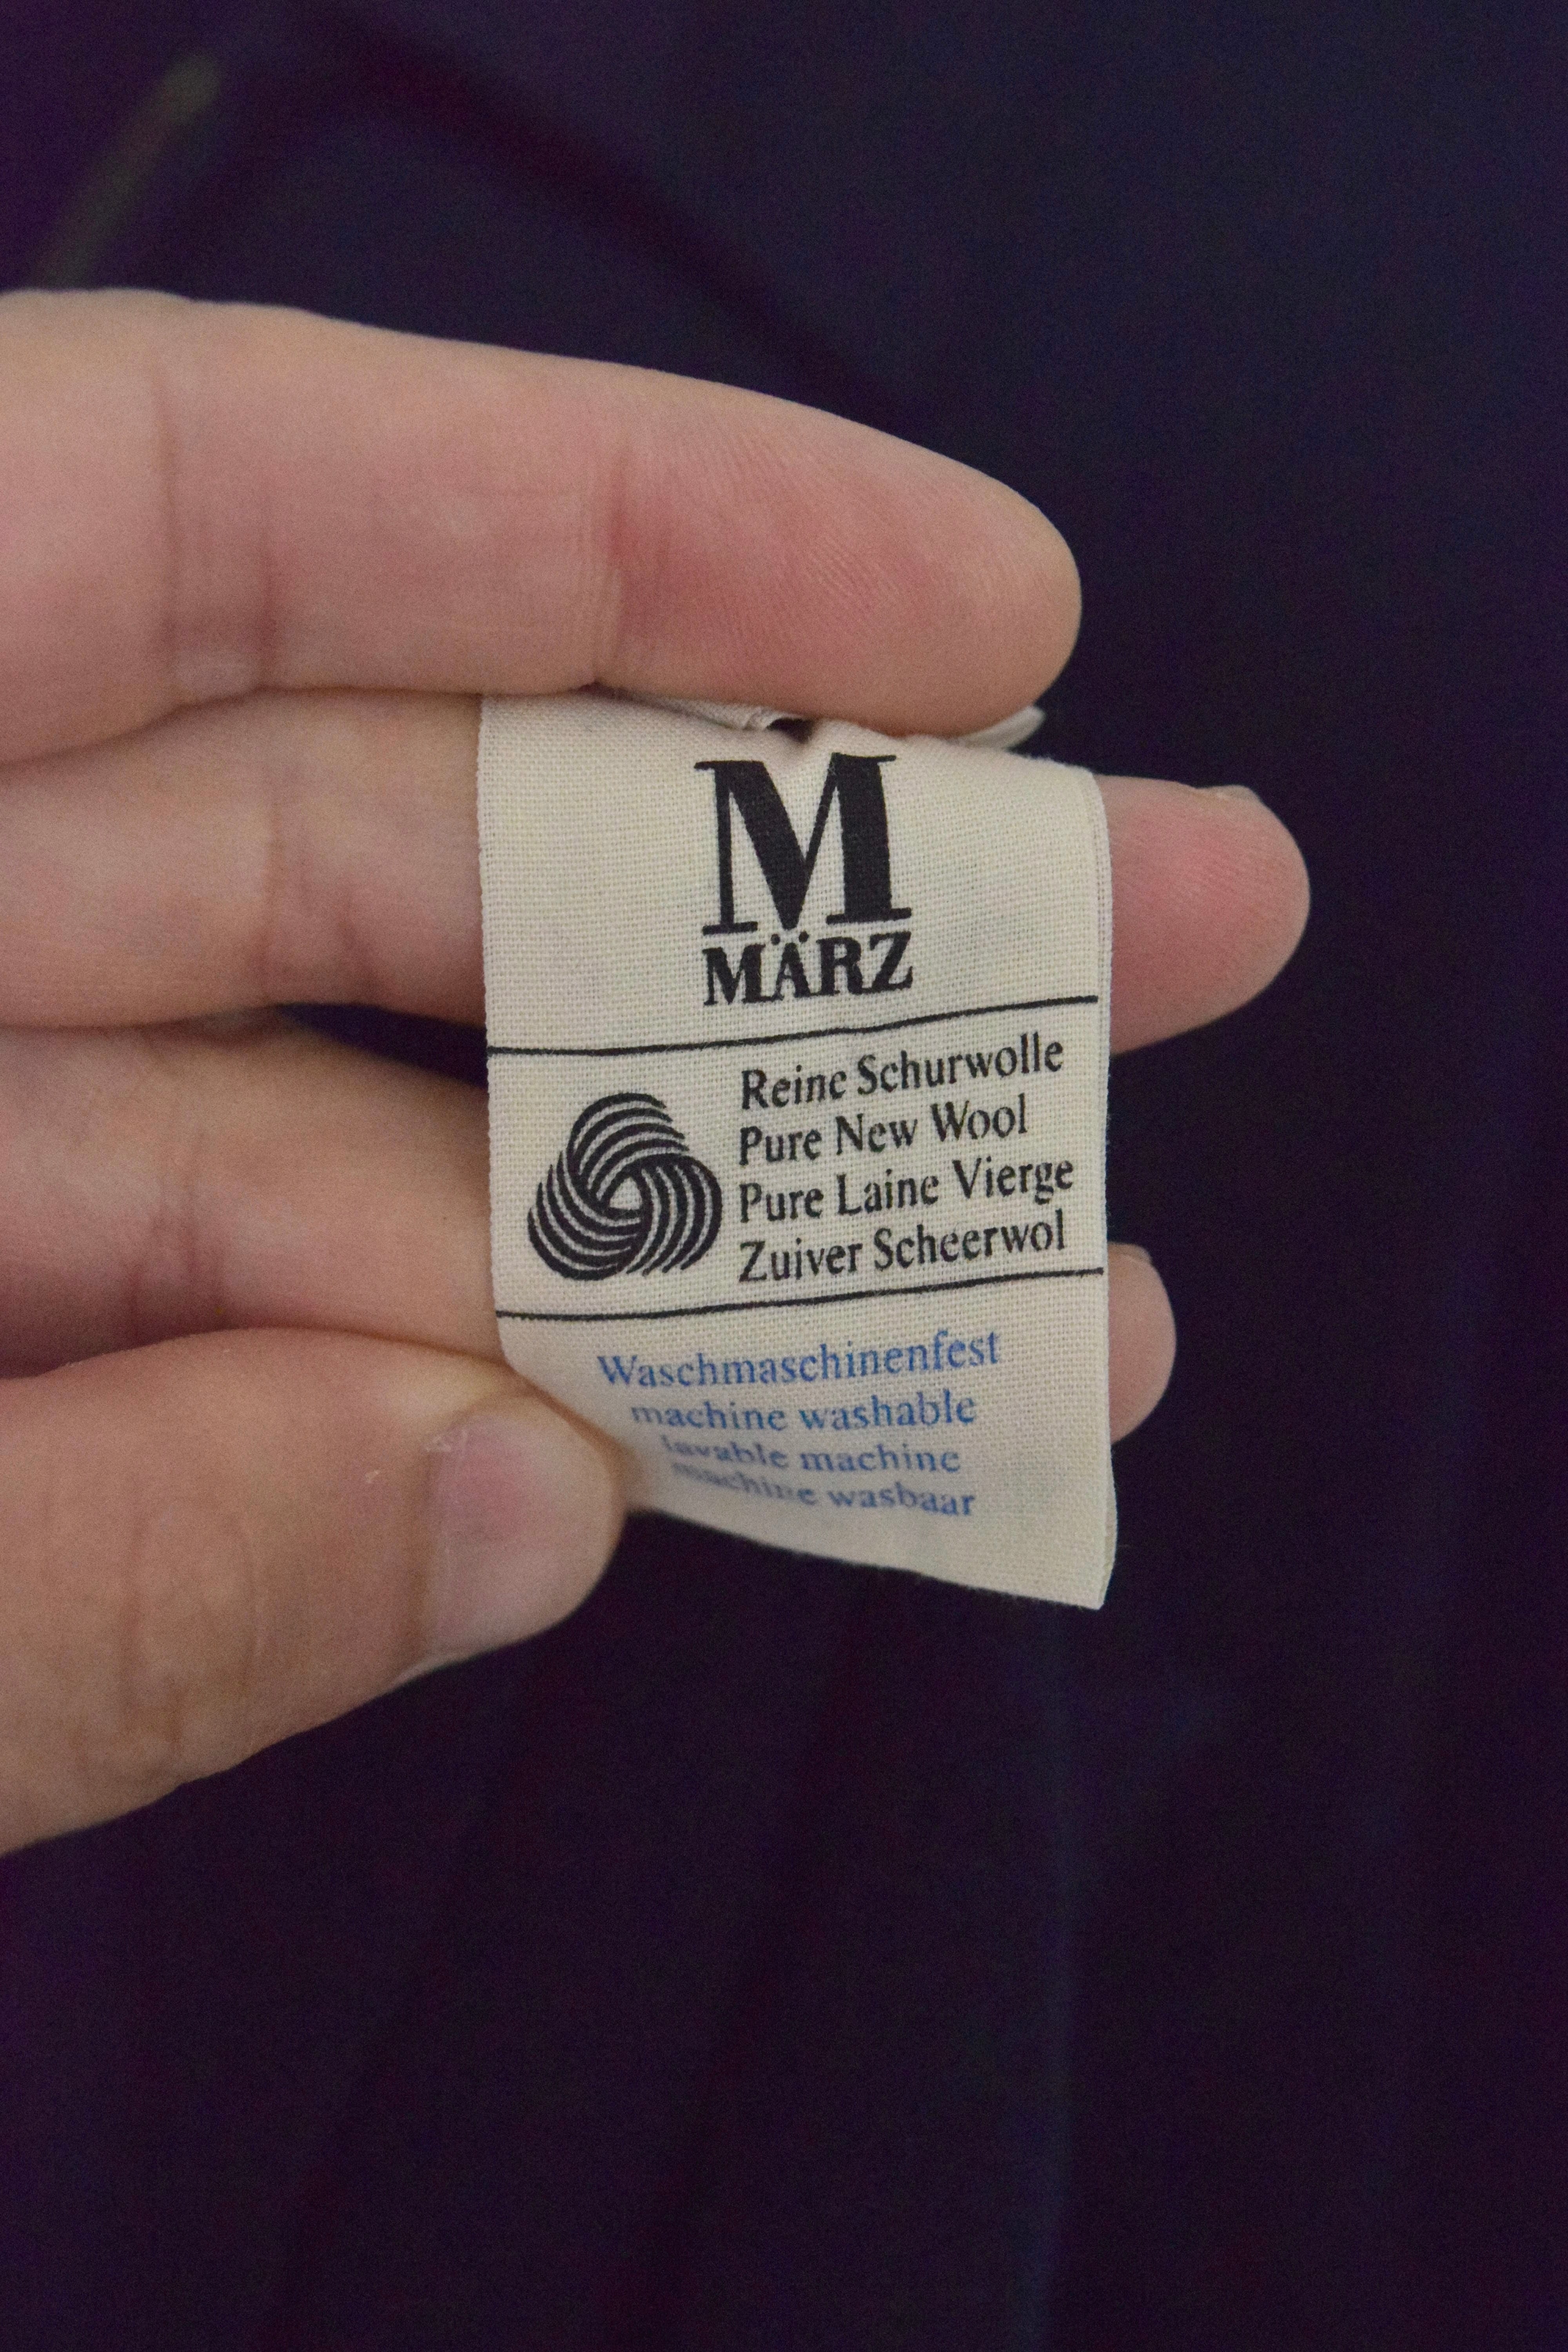 M
MÄRZ
Reine Schurwolle
Pure New Wool
Pure Laine Vierge
Zuiver Scheerwol
Waschmaschinenfest
machine washable
lavable machine
machine wasbaar